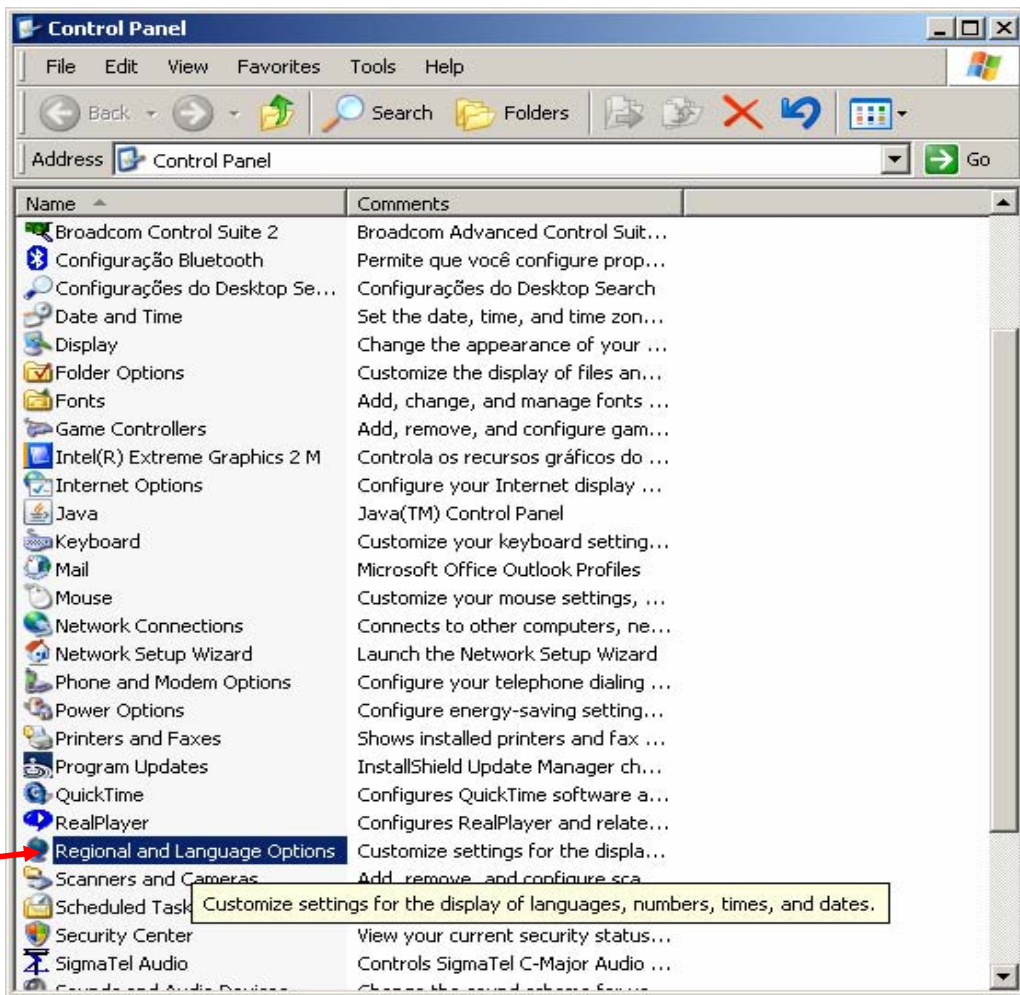 Control Panel
File Edit View Favorites Tools Help
Back Search Folders
Address Control Panel Go
Name Comments
Broadcom Control Suite 2 Broadcom Advanced Control Suit...
Configuração Bluetooth Permite que você configure prop...
Configurações do Desktop Se... Configurações do Desktop Search
Date and Time Set the date, time, and time zon...
Display Change the appearance of your ...
Folder Options Customize the display of files an...
Fonts Add, change, and manage fonts ...
Game Controllers Add, remove, and configure gam...
Intel(R) Extreme Graphics 2 M Controla os recursos gráficos do ...
Internet Options Configure your Internet display ...
Java Java(TM) Control Panel
Keyboard Customize your keyboard setting...
Mail Microsoft Office Outlook Profiles
Mouse Customize your mouse settings, ...
Network Connections Connects to other computers, ne...
Network Setup Wizard Launch the Network Setup Wizard
Phone and Modem Options Configure your telephone dialing ...
Power Options Configure energy-saving setting...
Printers and Faxes Shows installed printers and fax ...
Program Updates InstallShield Update Manager ch...
QuickTime Configures QuickTime software a...
RealPlayer Configures RealPlayer and relate...
Regional and Language Options Customize settings for the displa...
Scanners and Cameras Add, remove, and configure sca
Scheduled Task Customize settings for the display of languages, numbers, times, and dates.
Security Center View your current security status...
SigmaTel Audio Controls SigmaTel C-Major Audio ...